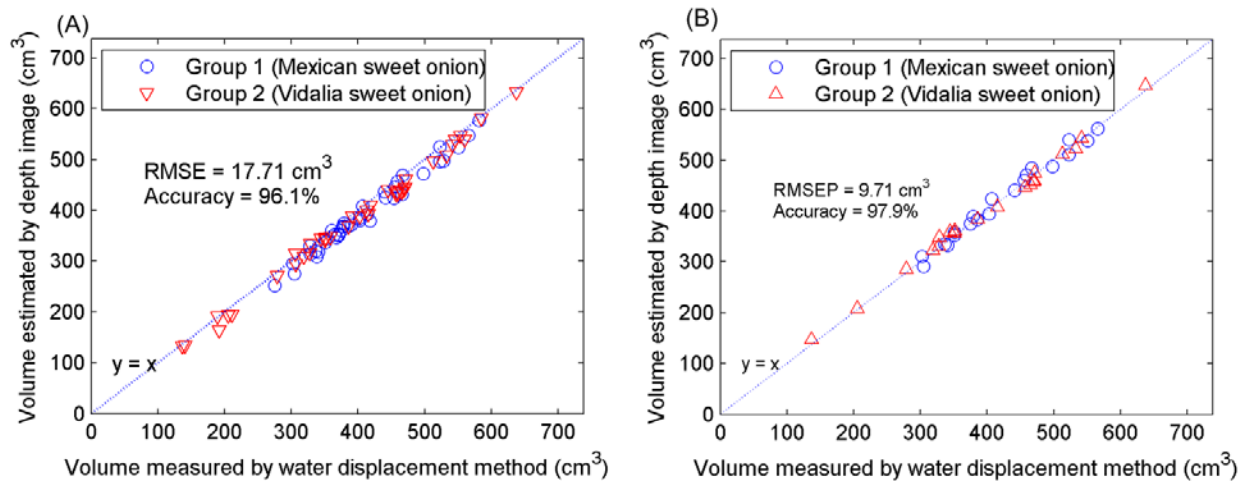 (A)
Volume estimated by depth image (cm³)
700
600
500
400
300
200
100
0
Group 1 (Mexican sweet onion)
Group 2 (Vidalia sweet onion)
RMSE = 17.71 cm³
Accuracy = 96.1%
y = x
0 100 200 300 400 500 600 700
Volume measured by water displacement method (cm³)
(B)
Volume estimated by depth image (cm³)
700
600
500
400
300
200
100
0
Group 1 (Mexican sweet onion)
Group 2 (Vidalia sweet onion)
RMSEP = 9.71 cm³
Accuracy = 97.9%
y = x
0 100 200 300 400 500 600 700
Volume measured by water displacement method (cm³)